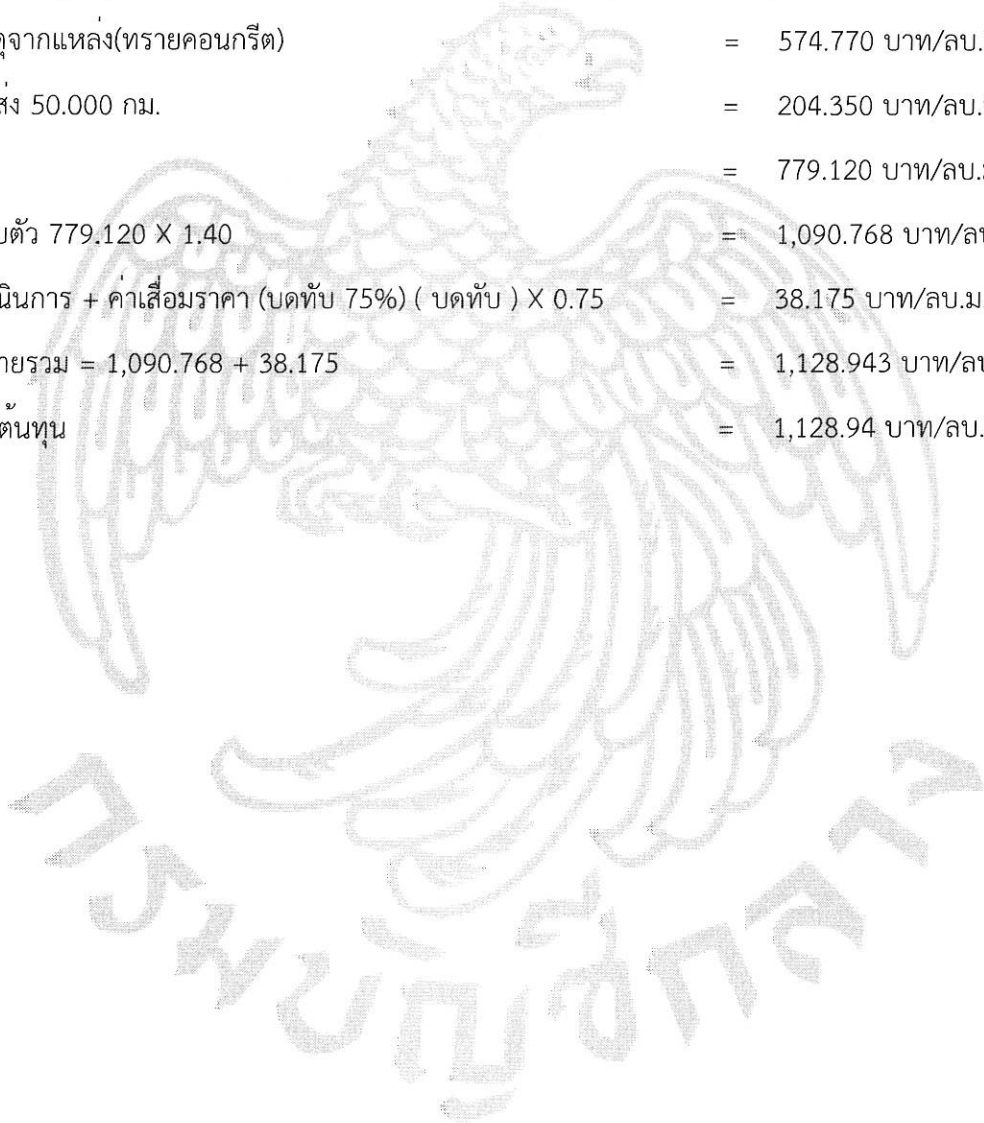 ดุจากแหล่ง(ทรายคอนกรีต) = 574.770 บาท/ลบ.
ส่ง 50.000 กม. = 204.350 บาท/ลบ.
= 779.120 บาท/ลบ.
บตัว 779.120 X 1.40 = 1,090.768 บาท/ลบ
นินการ + ค่าเสื่อมราคา (บดทับ 75%) ( บดทับ ) X 0.75 = 38.175 บาท/ลบ.ม
ายรวม = 1,090.768 + 38.175 = 1,128.943 บาท/ลบ
ต้นทุน = 1,128.94 บาท/ลบ.
กรมบัญชีกลาง